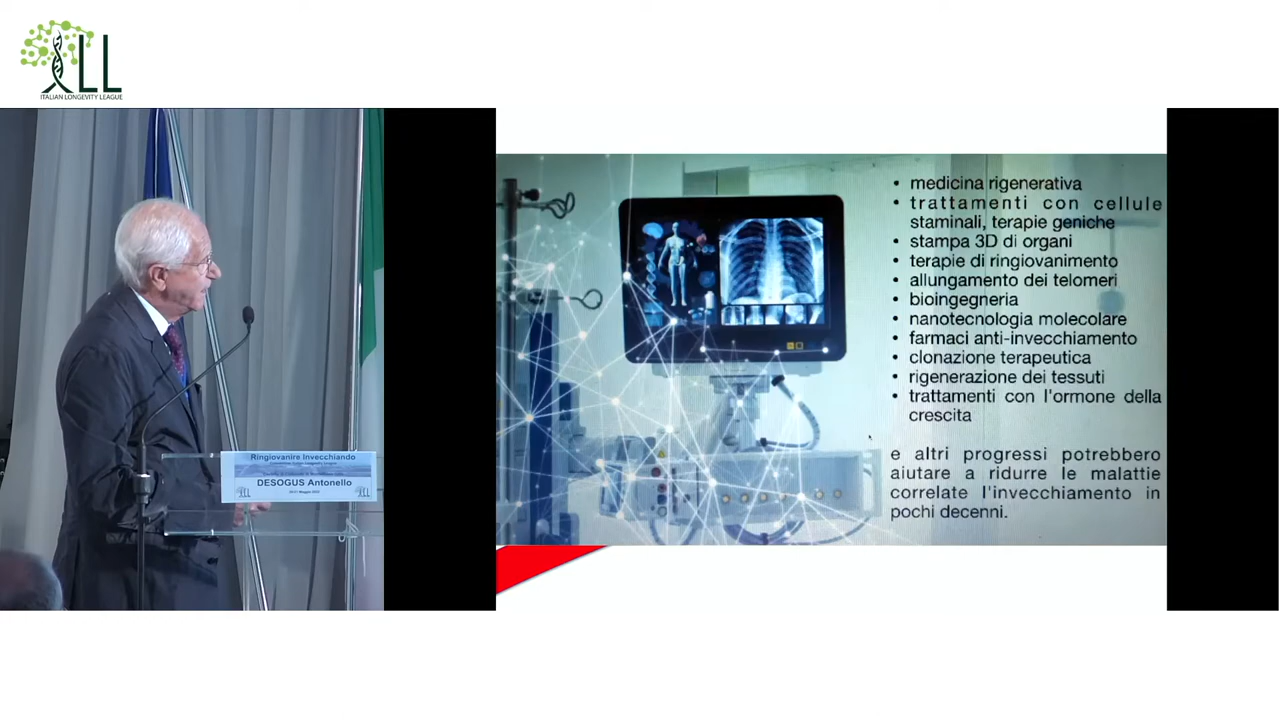 ILL
ITALIAN LONGEVITY LEAGUE
• medicina rigenerativa
• trattamenti con cellule
staminali, terapie geniche
• stampa 3D di organi
• terapie di ringiovanimento
• allungamento dei telomeri
• bioingegneria
• nanotecnologia molecolare
• farmaci anti-invecchiamento
• clonazione terapeutica
• rigenerazione dei tessuti
• trattamenti con l'ormone della
crescita
e altri progressi potrebbero
aiutare a ridurre le malattie
correlate l'invecchiamento in
pochi decenni.
Ringiovanire Invecchiando
DESOGUS Antonello